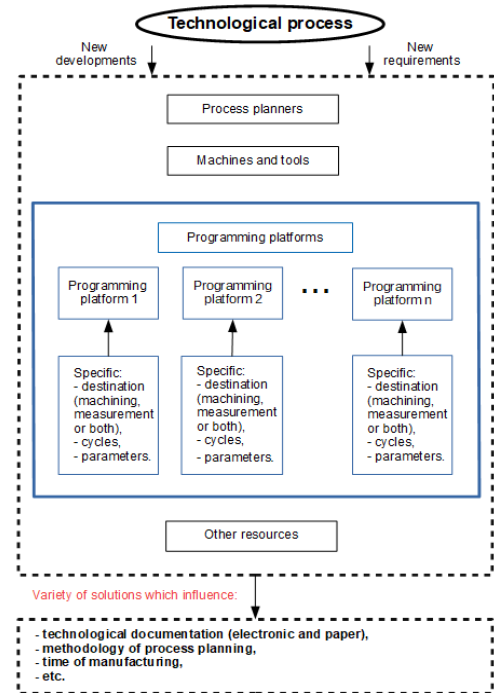 Technological process
New
developments
New
requirements
Process planners
Machines and tools
Programming platforms
Programming
platform 1
Programming
platform 2
...
Programming
platform n
Specific:
- destination
(machining,
measurement
or both),
- cycles,
- parameters.
Specific:
- destination
(machining,
measurement
or both),
- cycles,
- parameters.
Specific:
- destination
(machining,
measurement
or both),
- cycles,
- parameters.
Other resources
Variety of solutions which influence:
- technological documentation (electronic and paper),
- methodology of process planning,
- time of manufacturing,
- etc.